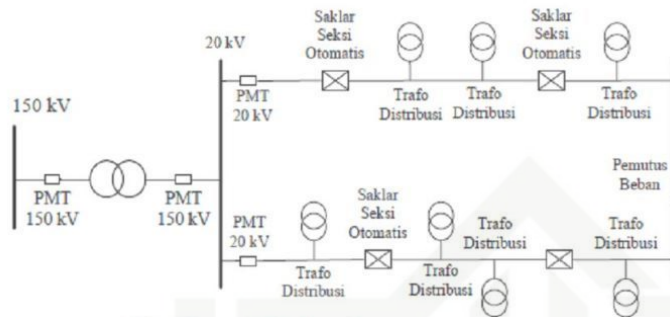 150 kV
PMT
150 kV
PMT
150 kV
20 kV
PMT
20 kV
Saklar
Seksi
Otomatis
Trafo
Distribusi
Trafo
Distribusi
Saklar
Seksi
Otomatis
Trafo
Distribusi
Pemutus
Beban
PMT
20 kV
Trafo
Distribusi
Saklar
Seksi
Otomatis
Trafo
Distribusi
Trafo
Distribusi
Trafo
Distribusi